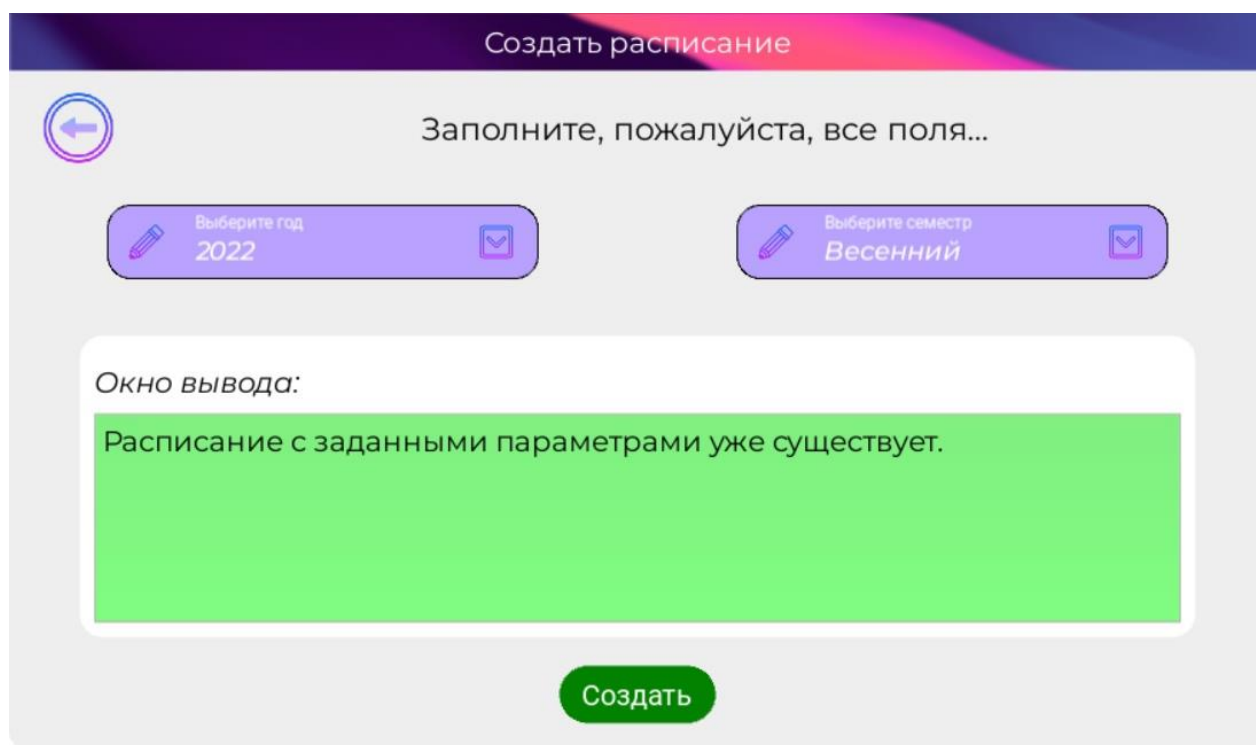 Создать расписание
Заполните, пожалуйста, все поля...
Выберите год
2022
Выберите семестр
Весенний
Окно вывода:
Расписание с заданными параметрами уже существует.
Создать